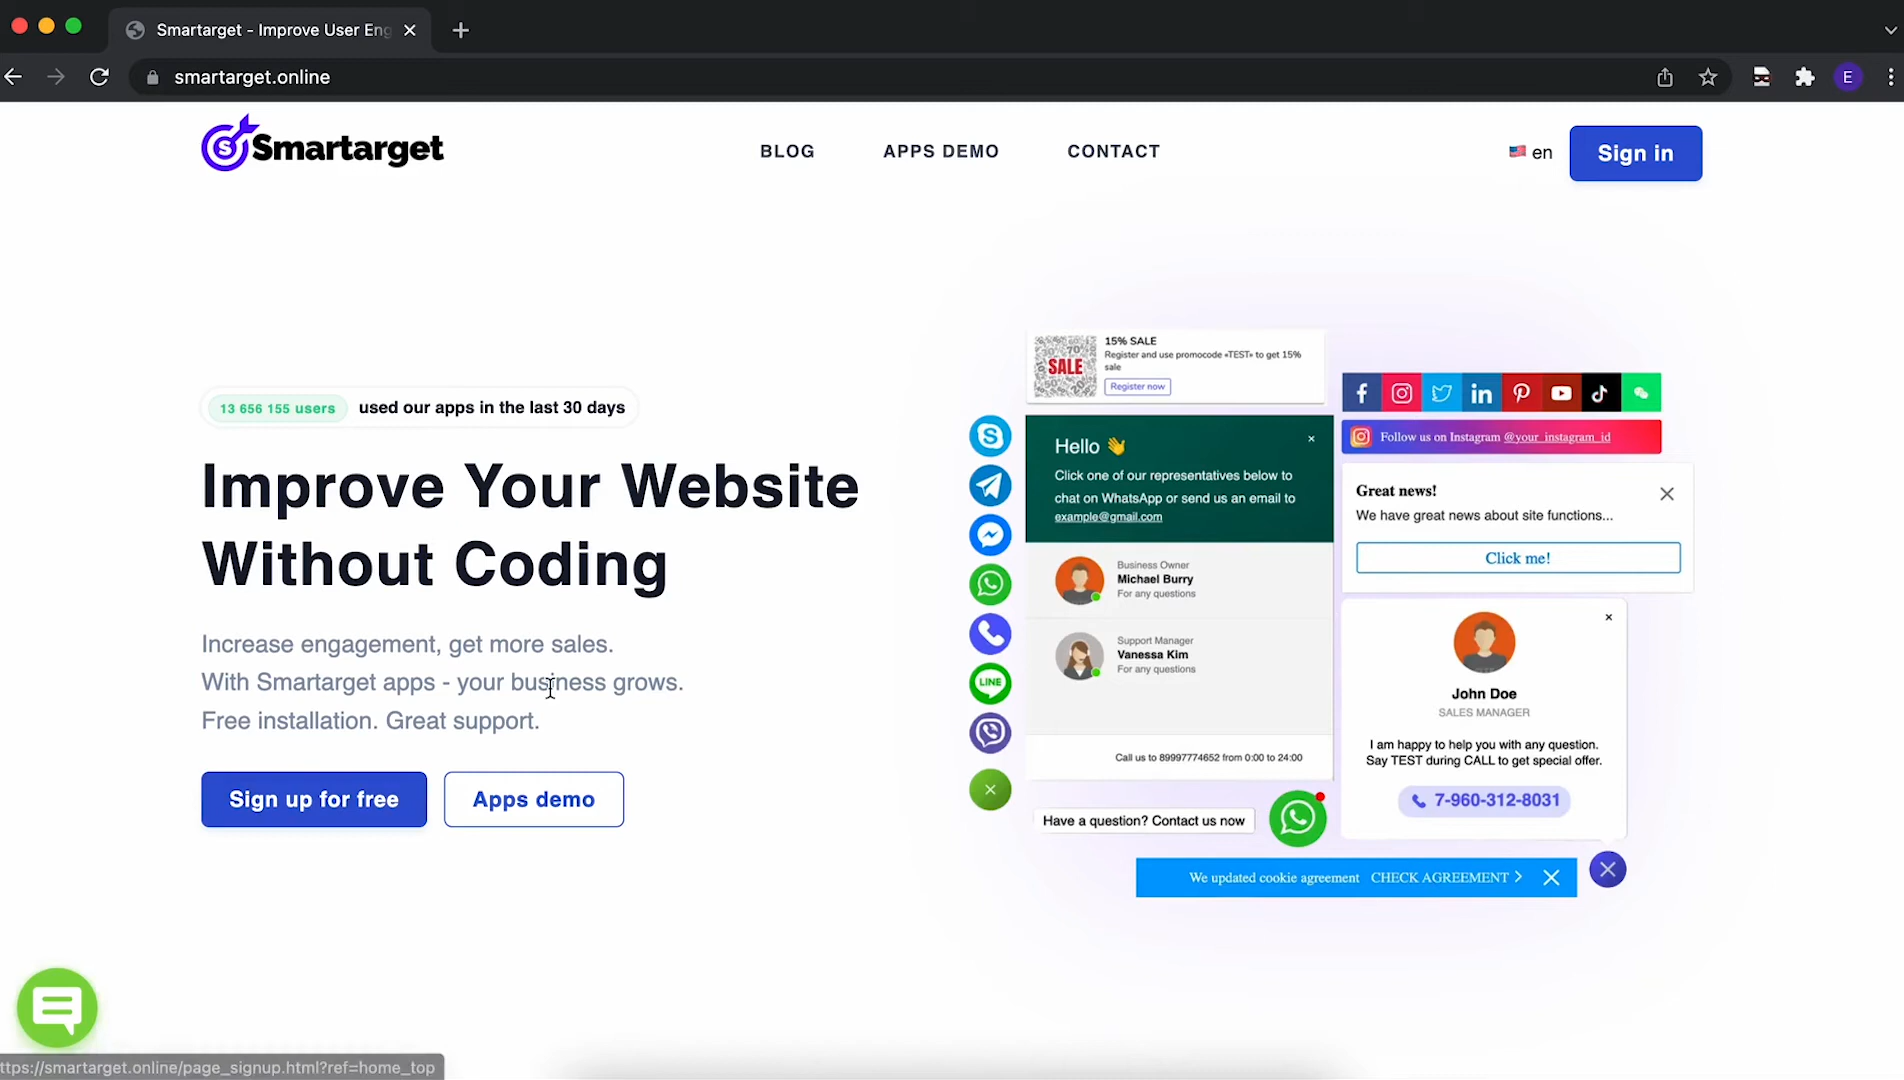 Smartarget - Improve User Eng
smartarget.online
E
Smartarget
BLOG
APPS DEMO
CONTACT
en
Sign in
13 656 155 users used our apps in the last 30 days
Improve Your Website
Without Coding
Increase engagement, get more sales.
With Smartarget apps - your business grows.
Free installation. Great support.
Sign up for free
Apps demo
SALE
15% SALE
Register and use promocode «TEST» to get 15%
sale
Register now
Hello 👋
Click one of our representatives below to
chat on WhatsApp or send us an email to
example@gmail.com
Business Owner
Michael Burry
For any questions
Support Manager
Vanessa Kim
For any questions
LINE
Call us to 89997774652 from 0:00 to 24:00
Have a question? Contact us now
Follow us on Instagram @your_instagram_id
Great news!
We have great news about site functions...
Click me!
John Doe
SALES MANAGER
I am happy to help you with any question.
Say TEST during CALL to get special offer.
7-960-312-8031
We updated cookie agreement CHECK AGREEMENT
ttps://smartarget.online/page_signup.html?ref=home_top